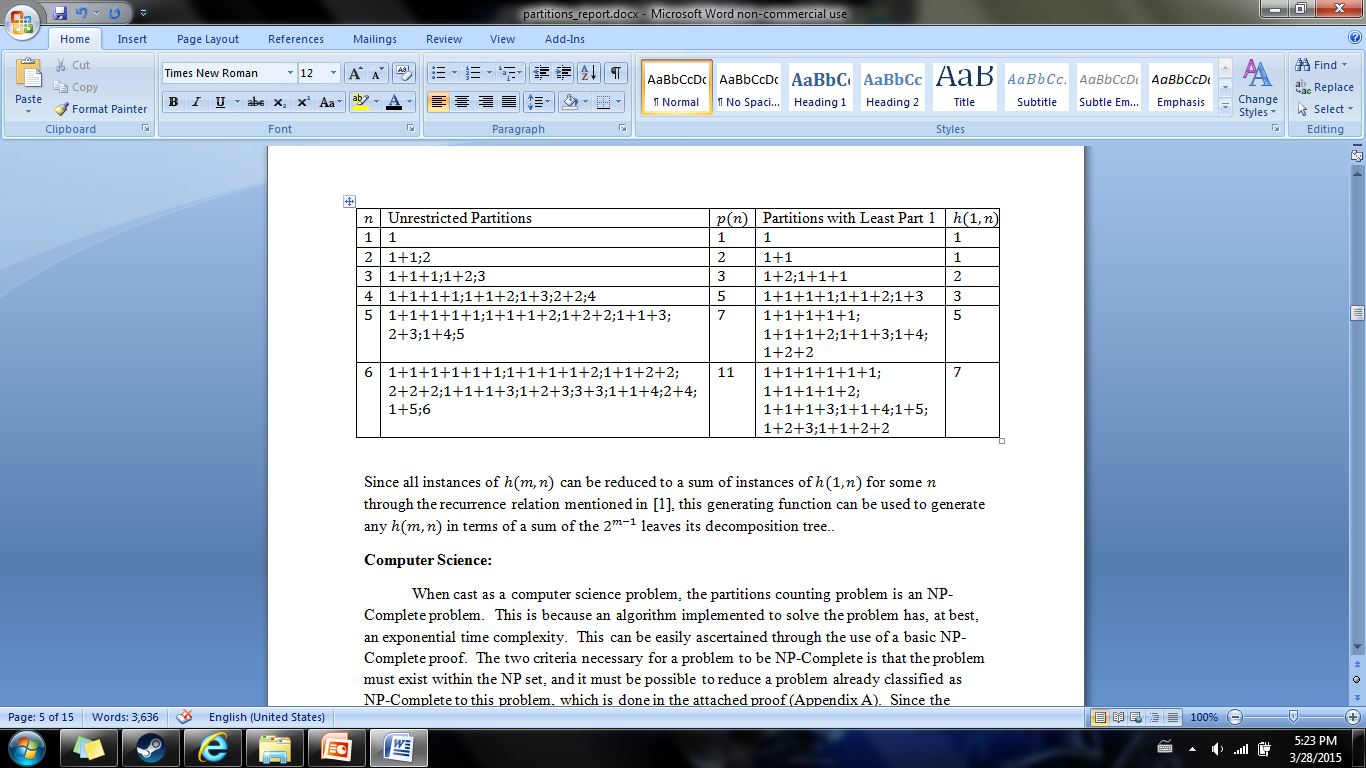 partitions_report.docx - Microsoft Word non-commercial use
Home Insert Page Layout References Mailings Review View Add-Ins
Paste
Cut
Copy
Format Painter
Clipboard
Times New Roman 12
B I U abc x₂ x² Aa ab A
Font
Paragraph
AaBbCcDc AaBbCcDc AaBbC AaBbCc AaB AaBbCc. AaBbCcDc AaBbCcDc
¶ Normal ¶ No Spaci... Heading 1 Heading 2 Title Subtitle Subtle Em... Emphasis
Change
Styles
Styles
Find
Replace
Select
Editing
n Unrestricted Partitions p(n) Partitions with Least Part 1 h(1,n)
1 1 1 1 1
2 1+1;2 2 1+1 1
3 1+1+1;1+2;3 3 1+2;1+1+1 2
4 1+1+1+1;1+1+2;1+3;2+2;4 5 1+1+1+1;1+1+2;1+3 3
5 1+1+1+1+1;1+1+1+2;1+2+2;1+1+3; 7 1+1+1+1+1; 5
2+3;1+4;5 1+1+1+2;1+1+3;1+4;
1+2+2
6 1+1+1+1+1+1;1+1+1+1+2;1+1+2+2; 11 1+1+1+1+1+1; 7
2+2+2;1+1+1+3;1+2+3;3+3;1+1+4;2+4; 1+1+1+1+2;
1+5;6 1+1+1+3;1+1+4;1+5;
1+2+3;1+1+2+2
Since all instances of h(m,n) can be reduced to a sum of instances of h(1,n) for some n
through the recurrence relation mentioned in [1], this generating function can be used to generate
any h(m,n) in terms of a sum of the 2^{m−1} leaves its decomposition tree..
Computer Science:
When cast as a computer science problem, the partitions counting problem is an NP-
Complete problem. This is because an algorithm implemented to solve the problem has, at best,
an exponential time complexity. This can be easily ascertained through the use of a basic NP-
Complete proof. The two criteria necessary for a problem to be NP-Complete is that the problem
must exist within the NP set, and it must be possible to reduce a problem already classified as
NP-Complete to this problem, which is done in the attached proof (Appendix A). Since the
Page: 5 of 15 Words: 3,636 English (United States) 100%
5:23 PM
3/28/2015